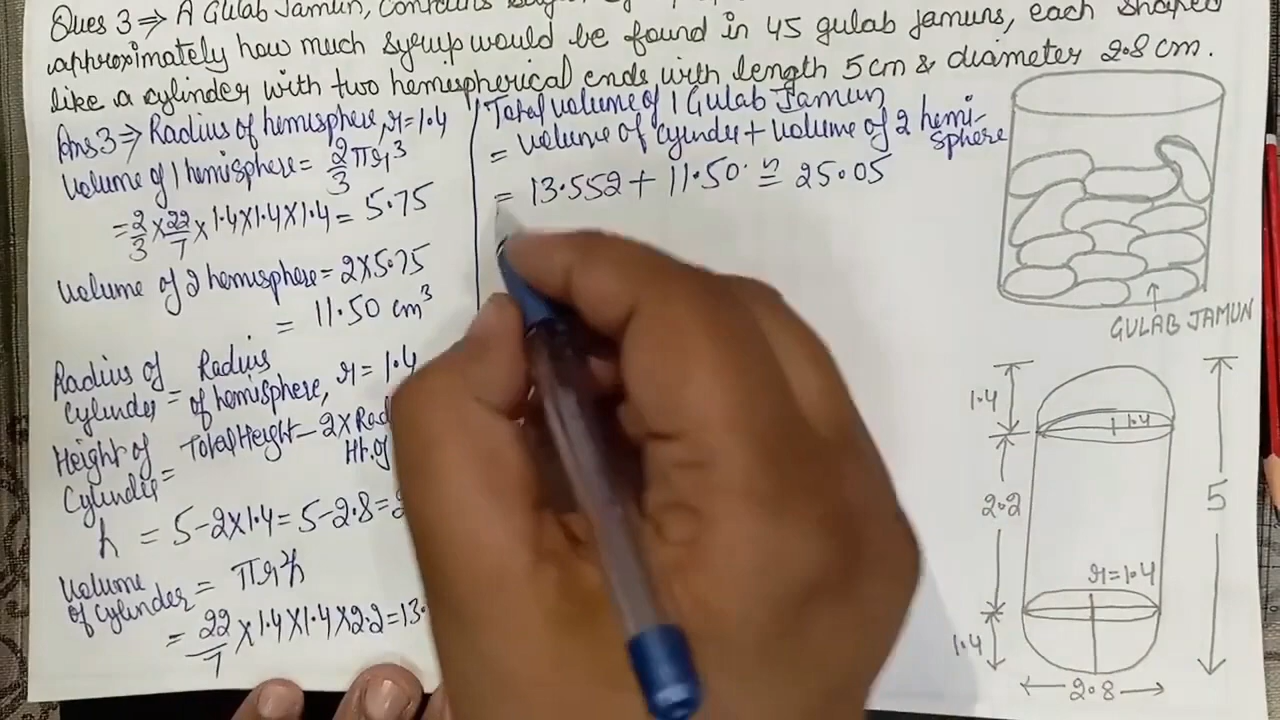 Ques 3 ⇒ A Gulab Jamun, contains
approximately how much syrup would be found in 45 gulab jamuns, each shaped
like a cylinder with two hemispherical ends with length 5 cm & diameter 2.8 cm.
Ans 3 ⇒ Radius of hemisphere, r = 1.4
Volume of 1 hemisphere = 2/3 πr³
= 2/3 × 22/7 × 1.4 × 1.4 × 1.4 = 5.75
Volume of 2 hemisphere = 2 × 5.75
= 11.50 cm³
Radius of cylinder = Radius of hemisphere, r = 1.4
Height of cylinder = Total Height – 2 ×
Ht. of
h = 5 – 2 × 1.4 = 5 – 2.8 =
Volume of cylinder = πr²h
= 22/7 × 1.4 × 1.4 × 2.2 = 13.
Total volume of 1 Gulab Jamun
= Volume of cylinder + Volume of 2 hemi-
sphere
= 13.552 + 11.50 ≅ 25.05
=
GULAB JAMUN
1.4
1.4
2.2
5
r = 1.4
1.4
2.8